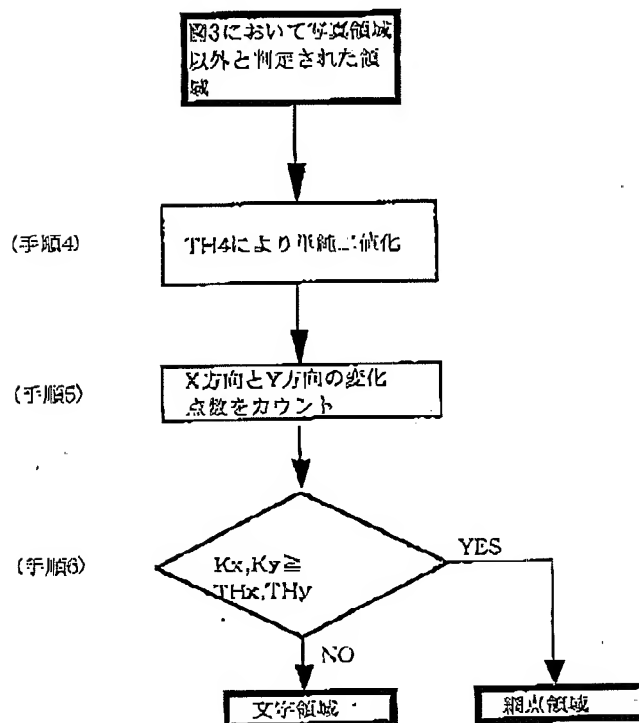 図3において写真領域
以外と判定された領
域
(手順4)
TH4により単純二値化
(手順5)
X方向とY方向の変化
点数をカウント
(手順6)
Kx,Ky≧
THx,THy
YES
NO
文字領域
網点領域